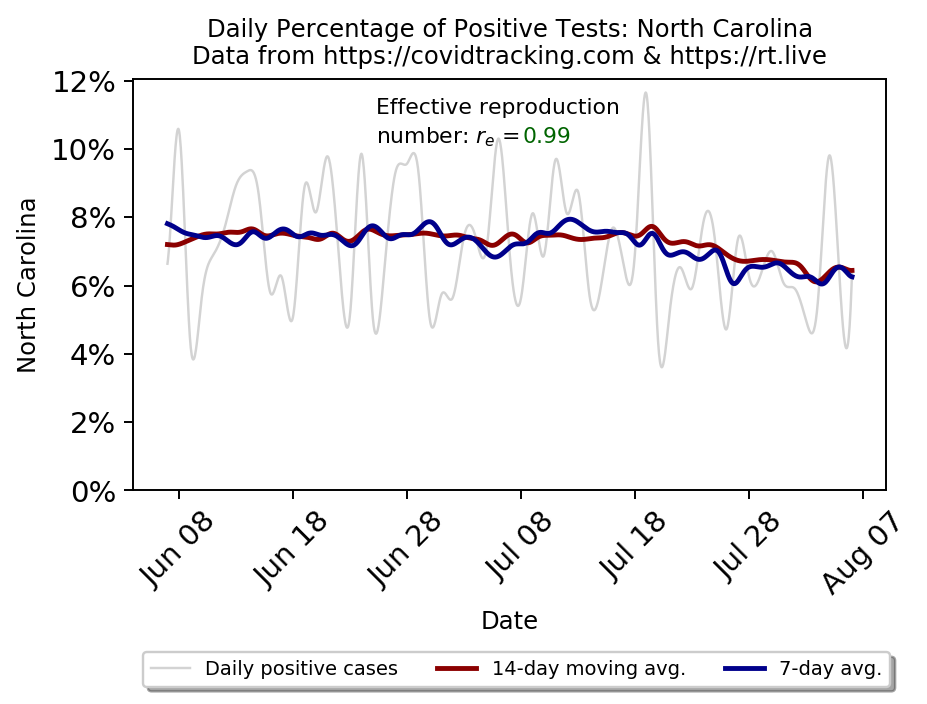 Daily Percentage of Positive Tests: North Carolina
Data from https://covidtracking.com & https://rt.live
12%
10%
8%
6%
4%
2%
0%
North Carolina
Effective reproduction
number: rₑ = 0.99
Jun 08
Jun 18
Jun 28
Jul 08
Jul 18
Jul 28
Aug 07
Date
Daily positive cases
14-day moving avg.
7-day avg.